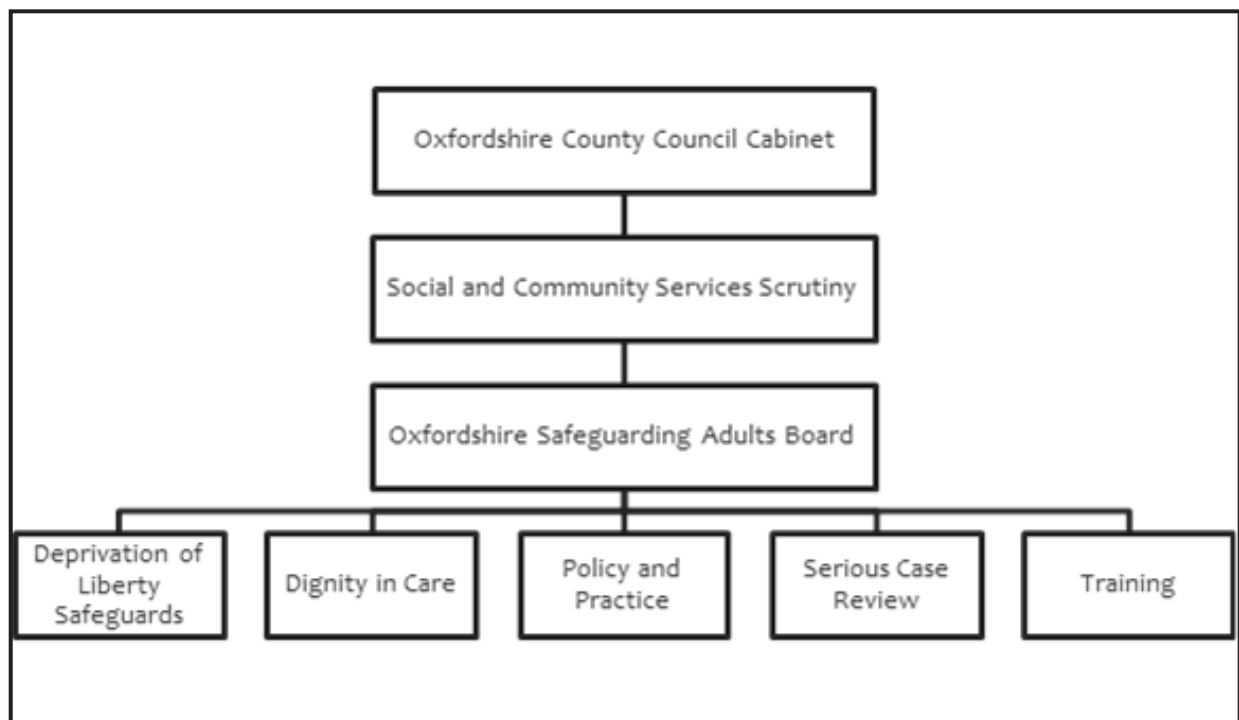 Oxfordshire County Council Cabinet
Social and Community Services Scrutiny
Oxfordshire Safeguarding Adults Board
Deprivation of
Liberty
Safeguards
Dignity in Care
Policy and
Practice
Serious Case
Review
Training